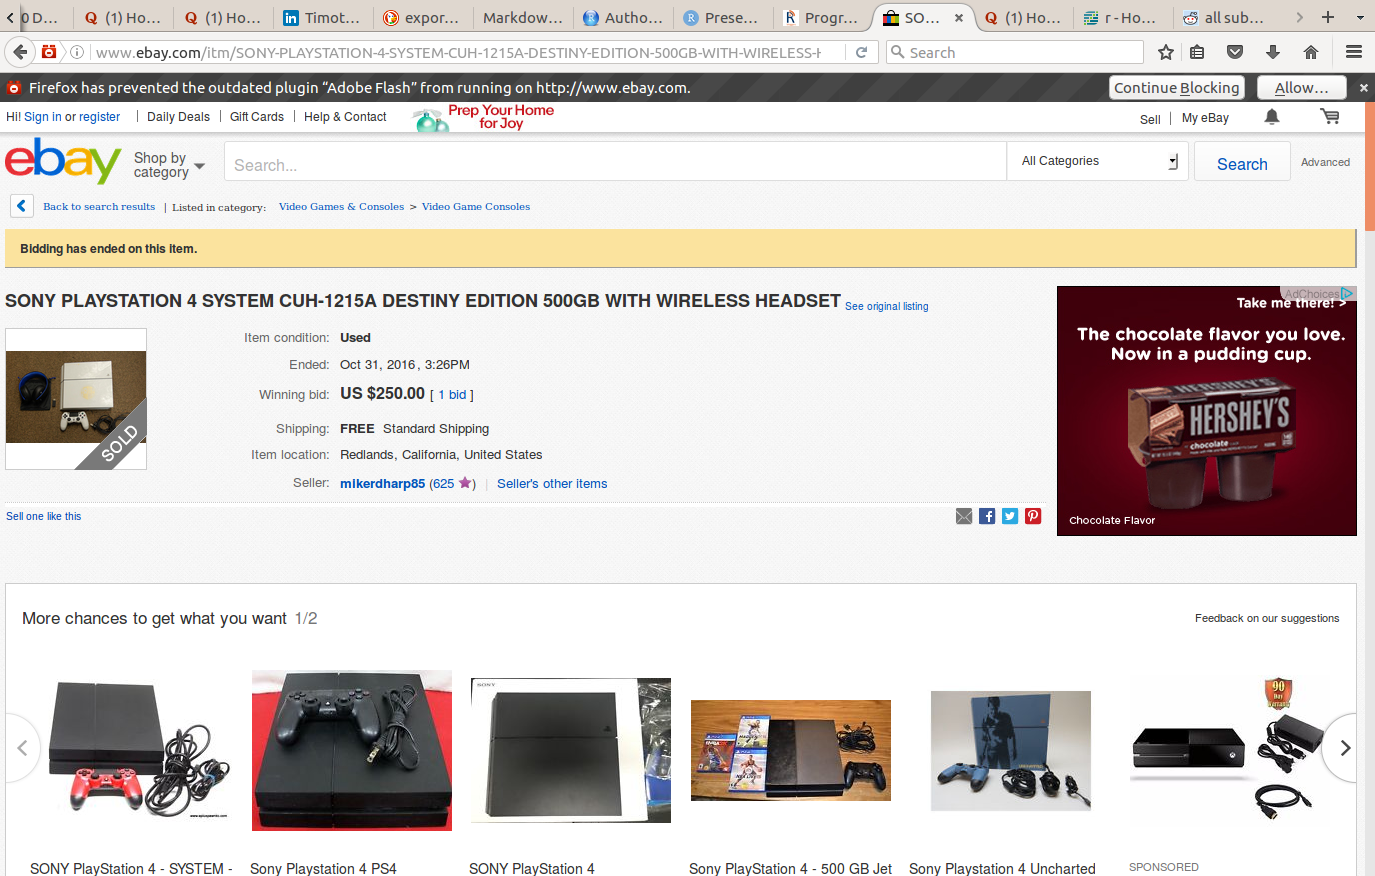 0 D...
(1) Ho...
(1) Ho...
Timot...
expor...
Markdow...
Autho...
Prese...
Progr...
SO...
(1) Ho...
r - Ho...
all sub...
www.ebay.com/itm/SONY-PLAYSTATION-4-SYSTEM-CUH-1215A-DESTINY-EDITION-500GB-WITH-WIRELESS-H
Search
Firefox has prevented the outdated plugin “Adobe Flash” from running on http://www.ebay.com.
Continue Blocking
Allow...
Hi! Sign in or register
Daily Deals
Gift Cards
Help & Contact
Prep Your Home
for Joy
Sell
My eBay
ebay
Shop by
category
Search...
All Categories
Search
Advanced
Back to search results | Listed in category: Video Games & Consoles > Video Game Consoles
Bidding has ended on this item.
SONY PLAYSTATION 4 SYSTEM CUH-1215A DESTINY EDITION 500GB WITH WIRELESS HEADSET
See original listing
SOLD
Item condition: Used
Ended: Oct 31, 2016 , 3:26PM
Winning bid: US $250.00 [ 1 bid ]
Shipping: FREE Standard Shipping
Item location: Redlands, California, United States
Seller: mikerdharp85 (625 ) | Seller's other items
Sell one like this
AdChoices
Take me there! >
The chocolate flavor you love.
Now in a pudding cup.
HERSHEY'S
chocolate
Chocolate Flavor
More chances to get what you want 1/2
Feedback on our suggestions
SONY
90
Day
Warranty
SONY PlayStation 4 - SYSTEM -
Sony Playstation 4 PS4
SONY PlayStation 4
Sony PlayStation 4 - 500 GB Jet
Sony Playstation 4 Uncharted
SPONSORED